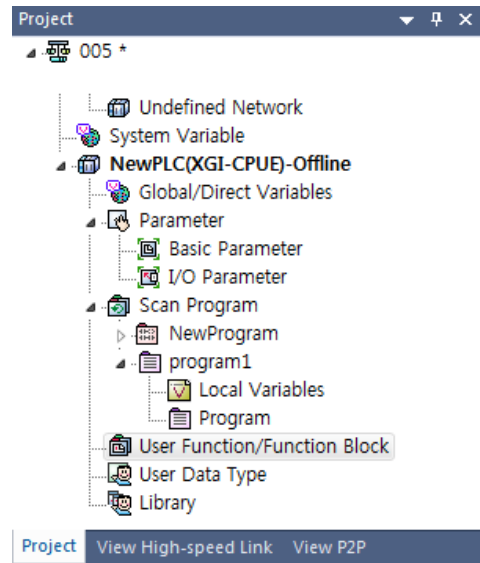 Project
005 *
Undefined Network
System Variable
NewPLC(XGI-CPUE)-Offline
Global/Direct Variables
Parameter
Basic Parameter
I/O Parameter
Scan Program
NewProgram
program1
Local Variables
Program
User Function/Function Block
User Data Type
Library
Project View High-speed Link View P2P